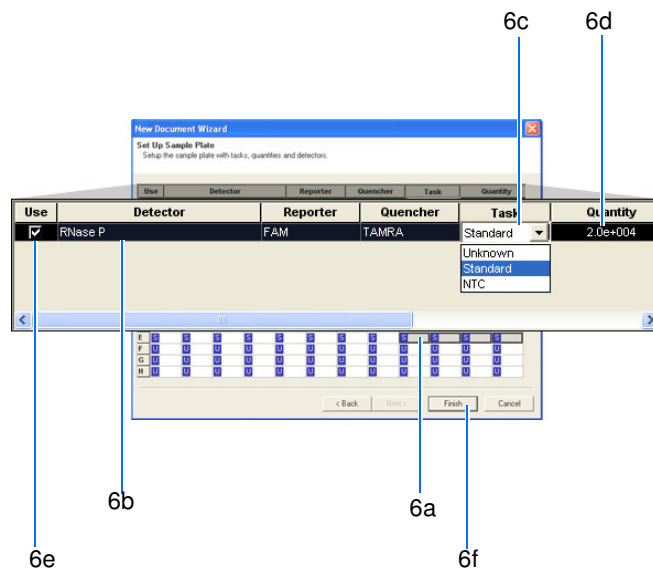 6c 6d
New Document Wizard
Set Up Sample Plate
Setup the sample plate with tasks, quantities and detectors.
Use Detector Reporter Quencher Task Quantity
Use Detector Reporter Quencher Task Quantity
RNase P FAM TAMRA Standard 2.0e+004
Unknown
Standard
NTC
E S S S S S S S S S S S S
F U U U U U U U U U U U U
G U U U U U U U U U U U U
H U U U U U U U U U U U U
< Back Next > Finish Cancel
6b 6a
6e 6f